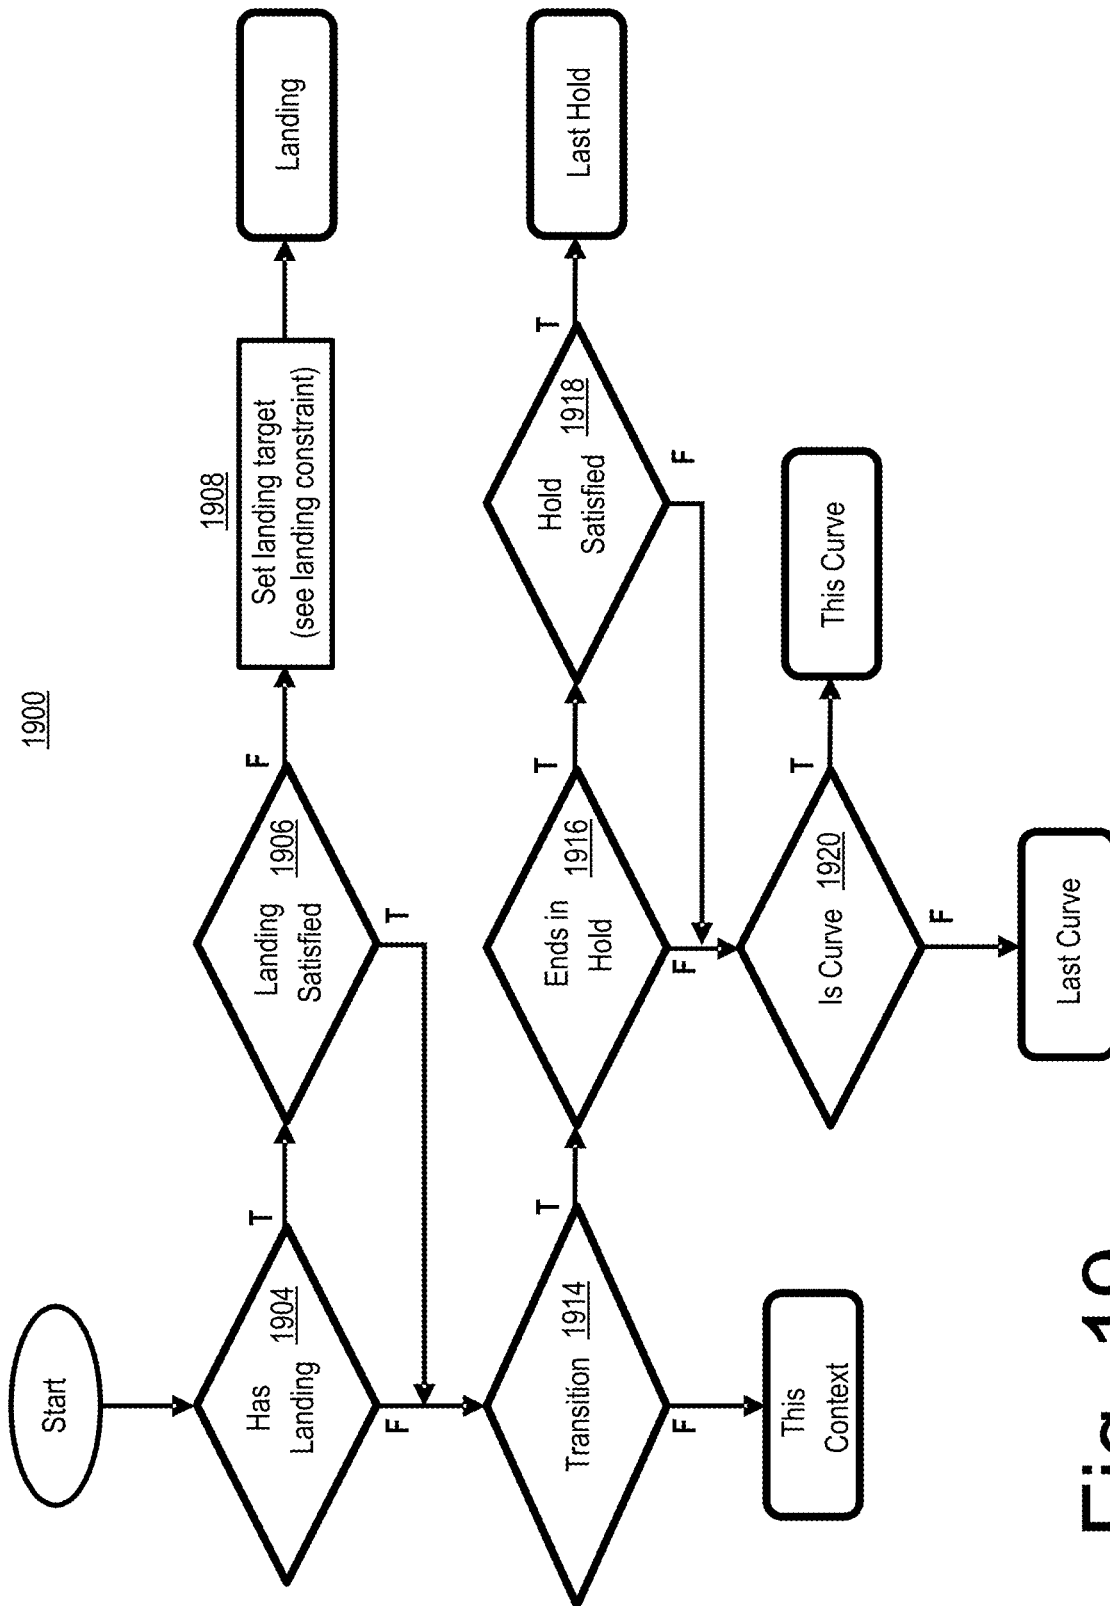 1900
Start
Has
Landing
1904
T
F
Landing
Satisfied
1906
F
T
1908
Set landing target
(see landing constraint)
Landing
Transition
1914
T
F
Ends in
Hold
1916
T
F
Hold
Satisfied
1918
T
F
Last Hold
This
Context
Is Curve
1920
T
F
This Curve
Last Curve